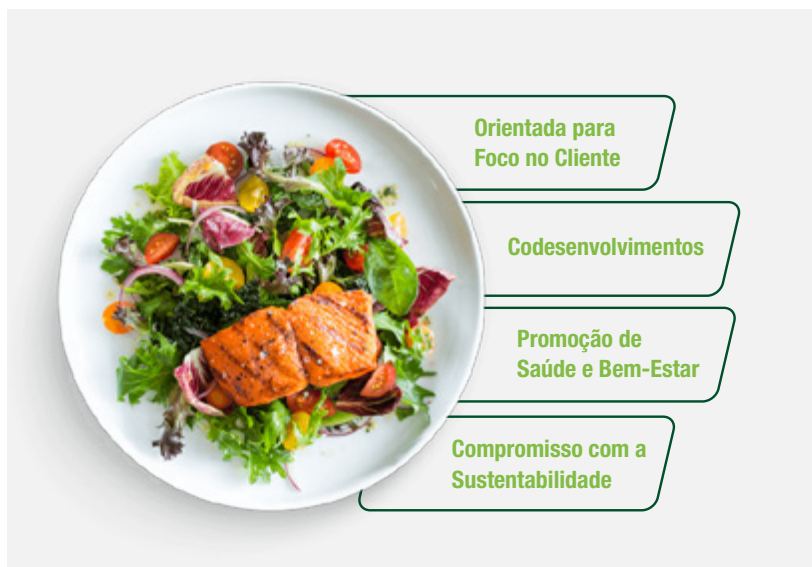 Orientada para
Foco no Cliente
Codesenvolvimentos
Promoção de
Saúde e Bem-Estar
Compromisso com a
Sustentabilidade